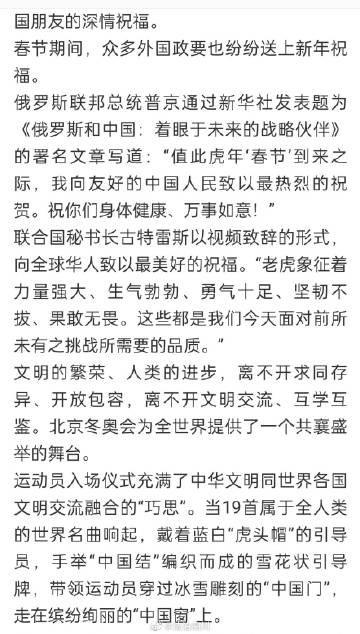 国朋友的深情祝福。
春节期间，众多外国政要也纷纷送上新年祝
福。
俄罗斯联邦总统普京通过新华社发表题为
《俄罗斯和中国：着眼于未来的战略伙伴》
的署名文章写道：“值此虎年‘春节’到来之
际，我向友好的中国人民致以最热烈的祝
贺。祝你们身体健康、万事如意！”
联合国秘书长古特雷斯以视频致辞的形式，
向全球华人致以最美好的祝福。“老虎象征着
力量强大、生气勃勃、勇气十足、坚韧不
拔、果敢无畏。这些都是我们今天面对前所
未有之挑战所需要的品质。”
文明的繁荣、人类的进步，离不开求同存
异、开放包容，离不开文明交流、互学互
鉴。北京冬奥会为全世界提供了一个共襄盛
举的舞台。
运动员入场仪式充满了中华文明同世界各国
文明交流融合的“巧思”。当19首属于全人类
的世界名曲响起，戴着蓝白“虎头帽”的引导
员，手举“中国结”编织而成的雪花状引导
牌，带领运动员穿过冰雪雕刻的“中国门”，
走在缤纷绚丽的“中国窗”上。